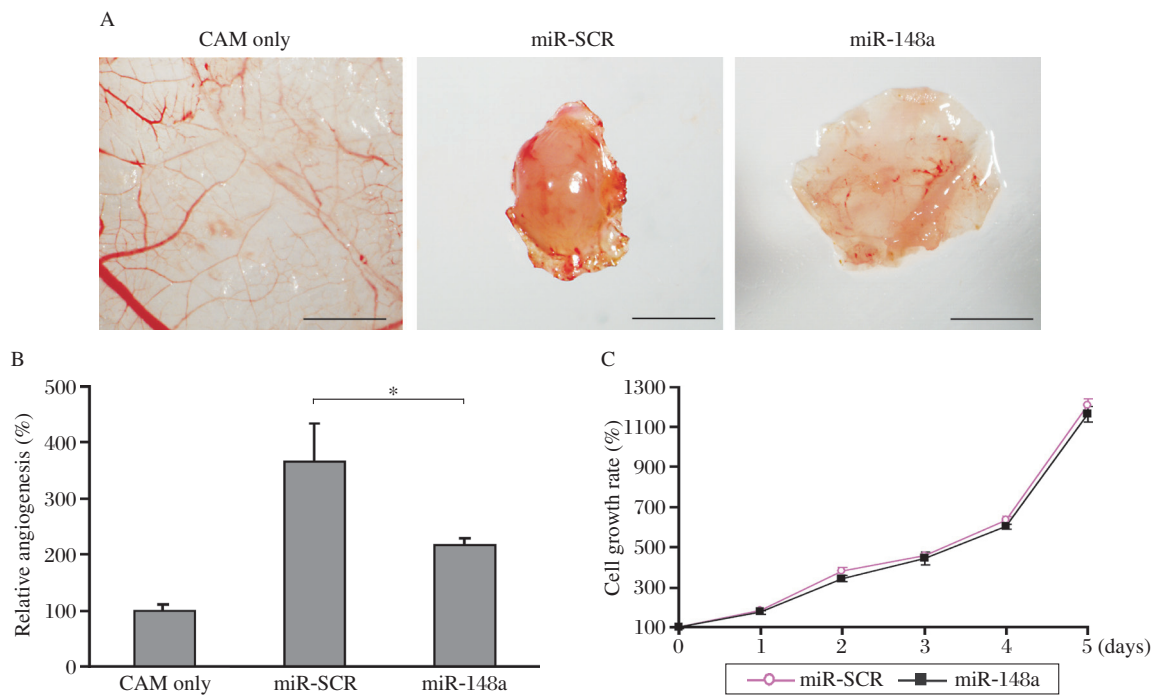 A
CAM only
miR-SCR
miR-148a
B
Relative angiogenesis (%)
500
400
300
200
100
0
*
CAM only
miR-SCR
miR-148a
C
Cell growth rate (%)
1300
1100
900
700
500
300
100
0
1
2
3
4
5 (days)
miR-SCR
miR-148a